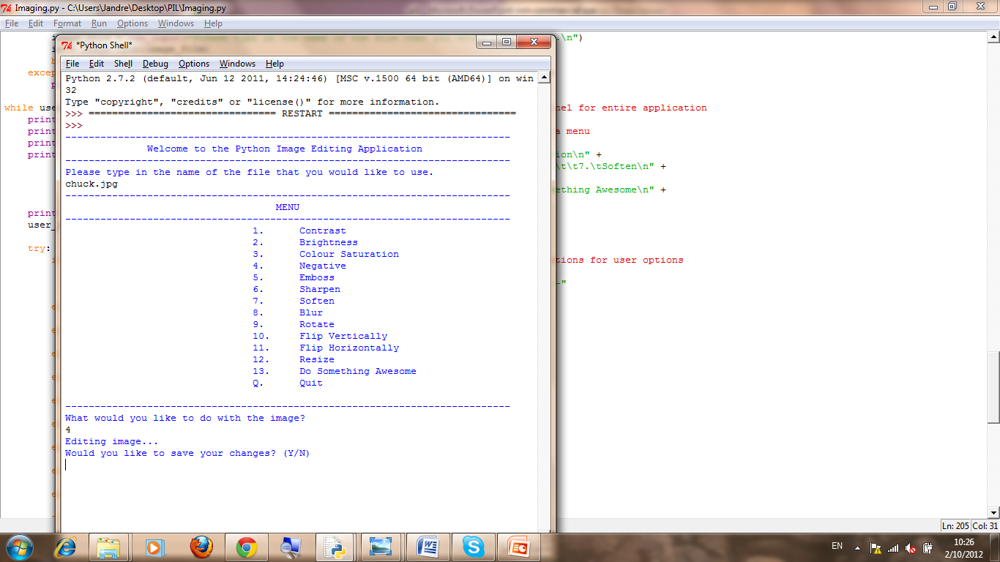 Imaging.py - C:\Users\Jandre\Desktop\PIL\Imaging.py
File Edit Format Run Options Windows Help
.\n")
excep
while use
nel for entire application
prin
prin
a menu
prin
prin
ion\n" +
\t\t7.\tSoften\n" +
ething Awesome\n" +
prin
user_
try:
tions for user options
-"
*Python Shell*
File Edit Shell Debug Options Windows Help
Python 2.7.2 (default, Jun 12 2011, 14:24:46) [MSC v.1500 64 bit (AMD64)] on win
32
Type "copyright", "credits" or "license()" for more information.
>>> ================================ RESTART ================================
>>>
----------------------------------------------------------------------------
Welcome to the Python Image Editing Application
----------------------------------------------------------------------------
Please type in the name of the file that you would like to use.
chuck.jpg
----------------------------------------------------------------------------
MENU
----------------------------------------------------------------------------
1. Contrast
2. Brightness
3. Colour Saturation
4. Negative
5. Emboss
6. Sharpen
7. Soften
8. Blur
9. Rotate
10. Flip Vertically
11. Flip Horizontally
12. Resize
13. Do Something Awesome
Q. Quit
----------------------------------------------------------------------------
What would you like to do with the image?
4
Editing image...
Would you like to save your changes? (Y/N)
Ln: 205 Col: 31
EN
10:26
2/10/2012